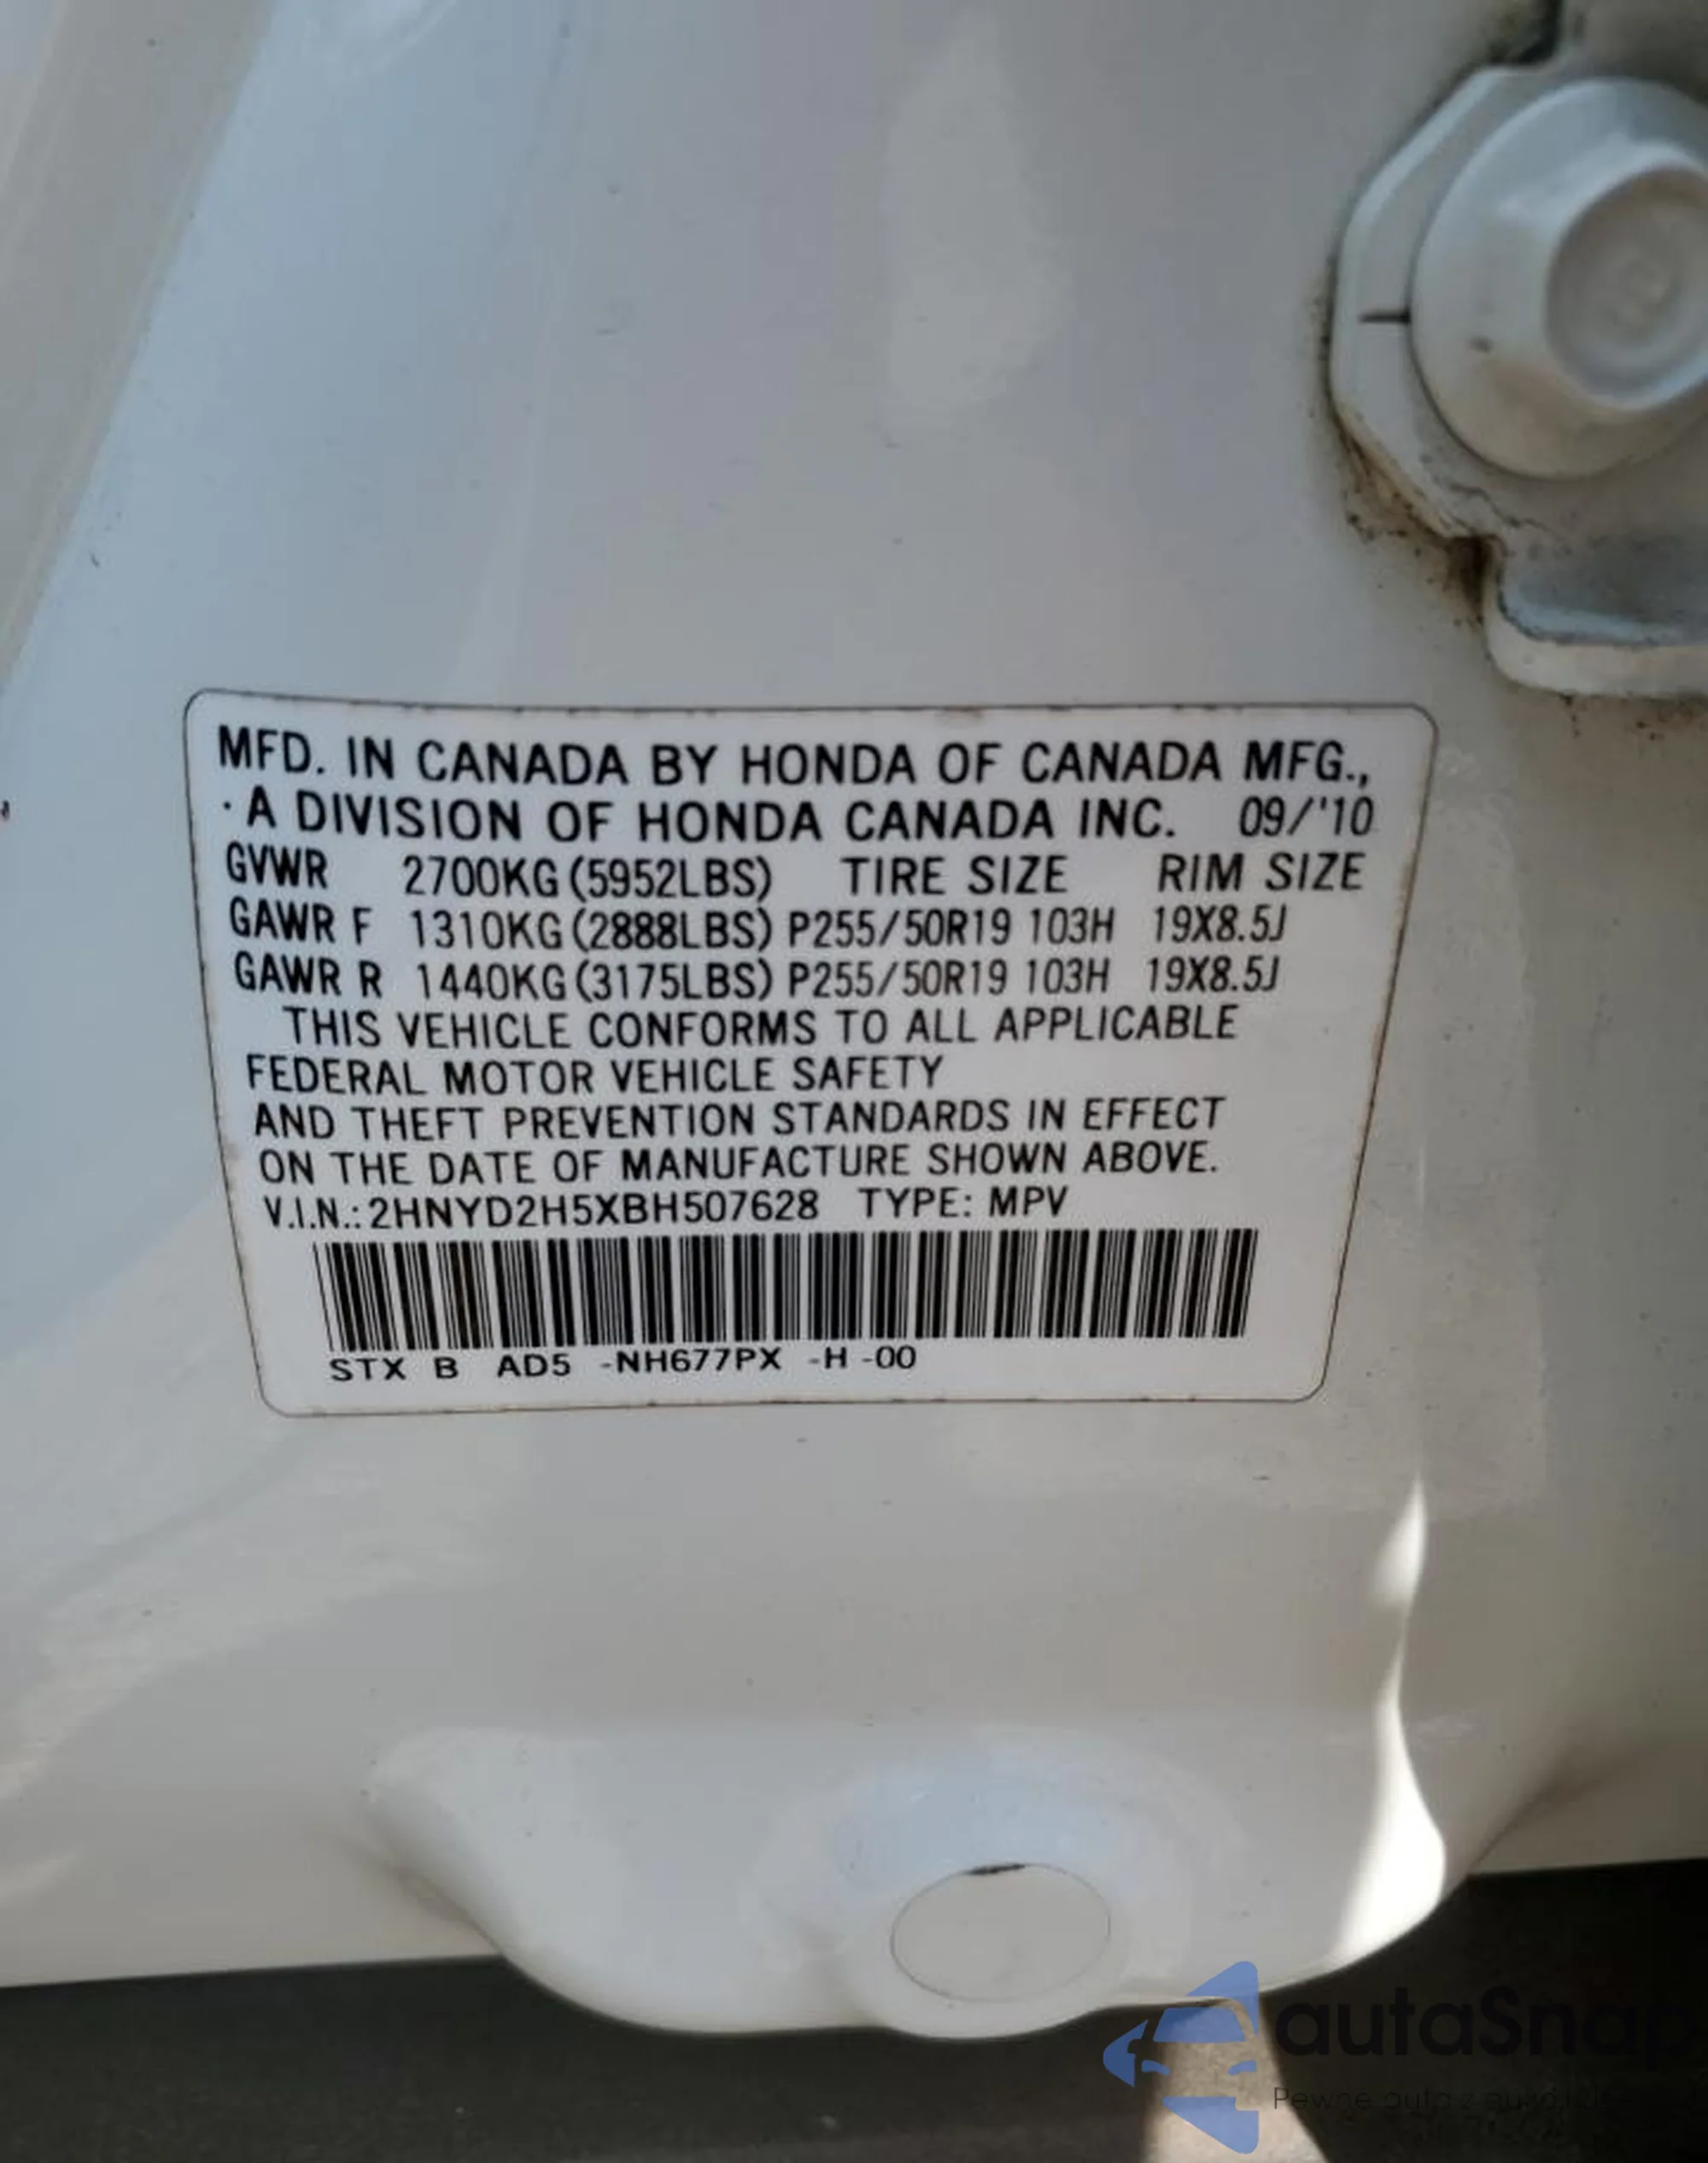 MFD. IN CANADA BY HONDA OF CANADA MFG.,
A DIVISION OF HONDA CANADA INC. 09/'10
GVWR 2700KG (5952LBS) TIRE SIZE RIM SIZE
GAWR F 1310KG (2888LBS) P255/50R19 103H 19X8.5J
GAWR R 1440KG (3175LBS) P255/50R19 103H 19X8.5J
THIS VEHICLE CONFORMS TO ALL APPLICABLE
FEDERAL MOTOR VEHICLE SAFETY
AND THEFT PREVENTION STANDARDS IN EFFECT
ON THE DATE OF MANUFACTURE SHOWN ABOVE.
V.I.N.: 2HNYD2H5XBH507628 TYPE: MPV
STX B AD5 -NH677PX -H -00
autaSnap
Pewne auta z